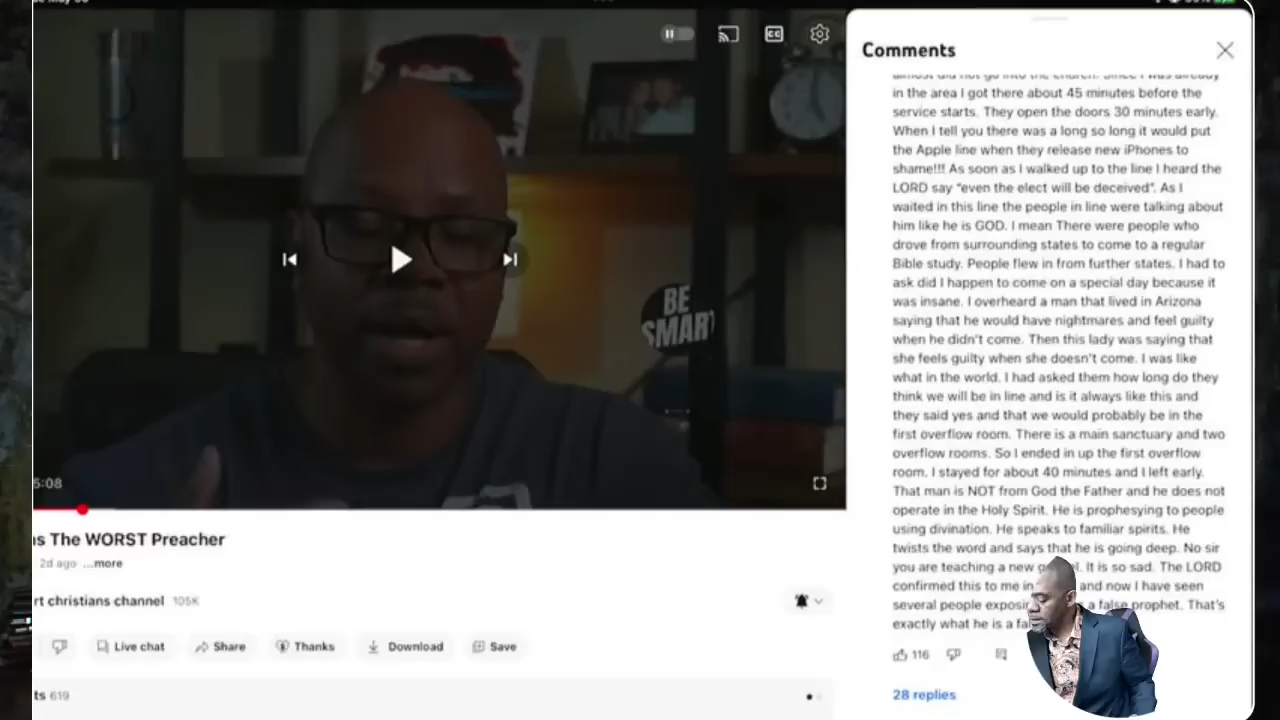 Comments
almost did not go into the church. Since I was already
in the area I got there about 45 minutes before the
service starts. They open the doors 30 minutes early.
When I tell you there was a long so long it would put
the Apple line when they release new iPhones to
shame!!! As soon as I walked up to the line I heard the
LORD say “even the elect will be deceived”. As I
waited in this line the people in line were talking about
him like he is GOD. I mean There were people who
drove from surrounding states to come to a regular
Bible study. People flew in from further states. I had to
ask did I happen to come on a special day because it
was insane. I overheard a man that lived in Arizona
saying that he would have nightmares and feel guilty
when he didn't come. Then this lady was saying that
she feels guilty when she doesn't come. I was like
what in the world. I had asked them how long do they
think we will be in line and is it always like this and
they said yes and that we would probably be in the
first overflow room. There is a main sanctuary and two
overflow rooms. So I ended in up the first overflow
room. I stayed for about 40 minutes and I left early.
That man is NOT from God the Father and he does not
operate in the Holy Spirit. He is prophesying to people
using divination. He speaks to familiar spirits. He
twists the word and says that he is going deep. No sir
you are teaching a new It is so sad. The LORD
confirmed this to me in and now I have seen
several people a false prophet. That's
exactly what he is a
116
28 replies
CC
BE
SMART
5:08
The WORST Preacher
2d ago ...more
christians channel 105K
Live chat Share Thanks Download Save
619